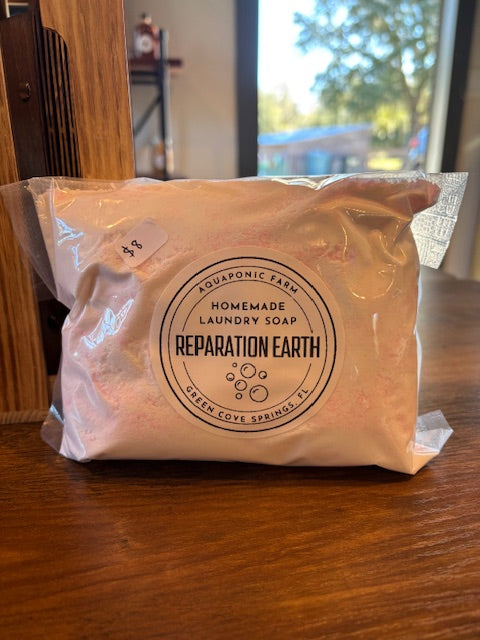 $8
AQUAPONIC FARM
HOMEMADE
LAUNDRY SOAP
REPARATION EARTH
GREEN COVE SPRINGS, FL